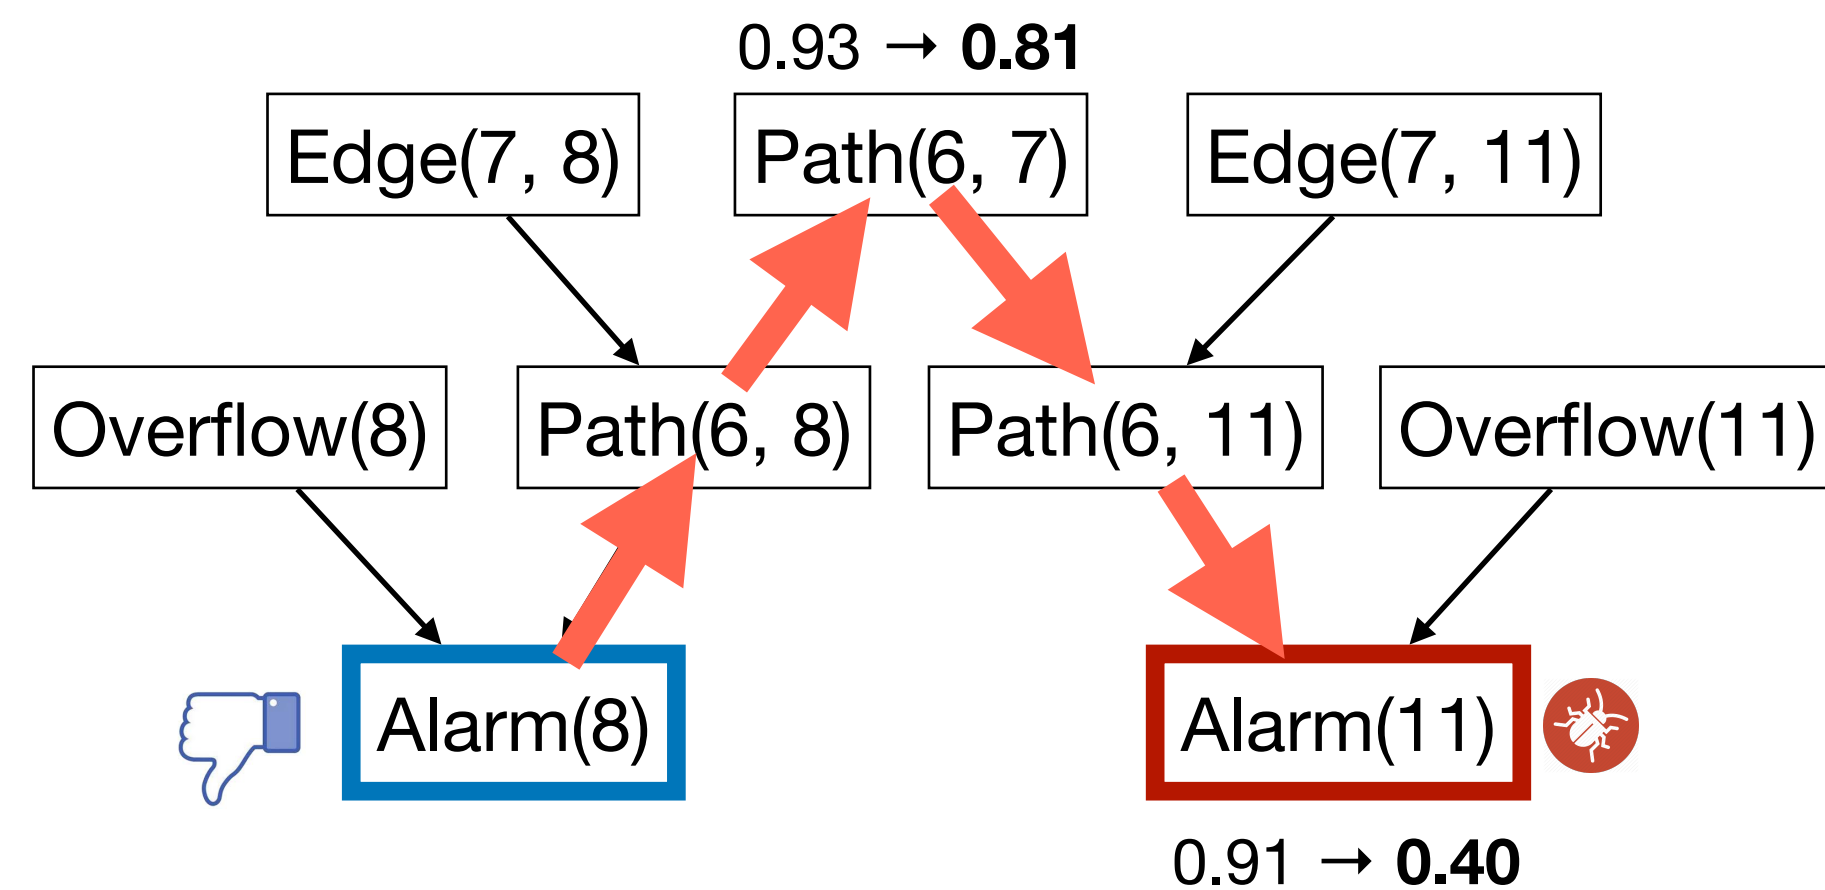 0.93 → 0.81
Edge(7, 8)
Path(6, 7)
Edge(7, 11)
Overflow(8)
Path(6, 8)
Path(6, 11)
Overflow(11)
Alarm(8)
Alarm(11)
0.91 → 0.40